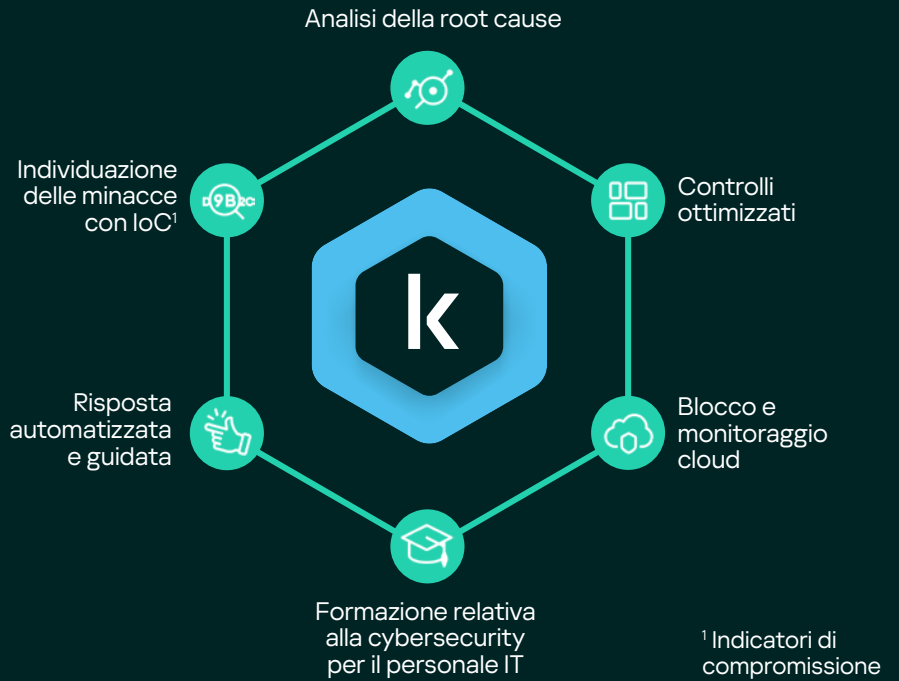 Analisi della root cause
Individuazione
delle minacce
con IoC¹
Controlli
ottimizzati
Risposta
automatizzata
e guidata
Blocco e
monitoraggio
cloud
Formazione relativa
alla cybersecurity
per il personale IT
¹ Indicatori di
compromissione
k
D9B2C